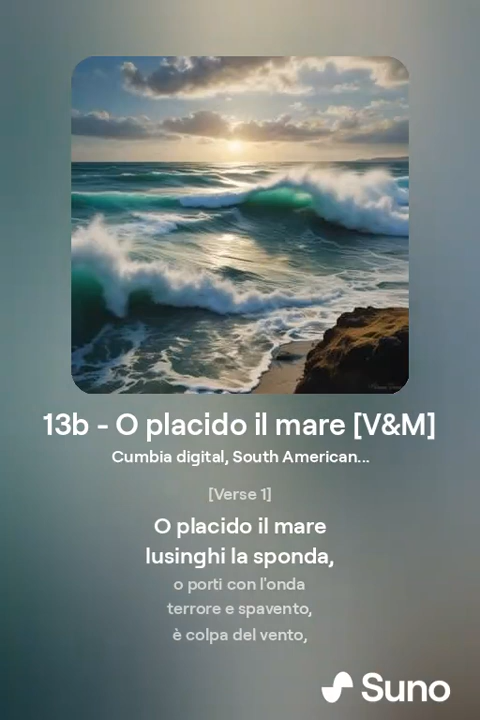 13b - O placido il mare [V&M]
Cumbia digital, South American...
[Verse 1]
O placido il mare
lusinghi la sponda,
o porti con l'onda
terrore e spavento,
è colpa del vento,
Suno